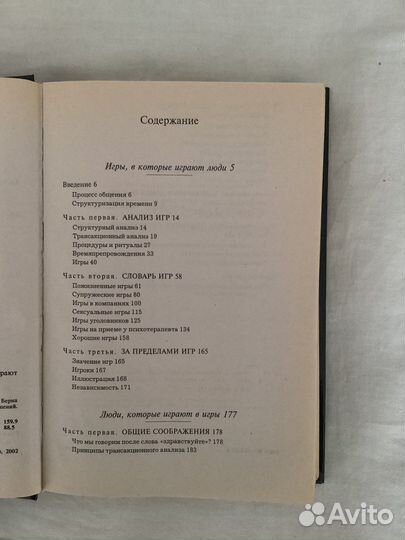 Содержание
Игры, в которые играют люди 5
Введение 6
Процесс общения 6
Структуризация времени 9
Часть первая. АНАЛИЗ ИГР 14
Структурный анализ 14
Трансакционный анализ 19
Процедуры и ритуалы 27
Времяпрепровождения 33
Игры 40
Часть вторая. СЛОВАРЬ ИГР 58
Пожизненные игры 61
Супружеские игры 80
Игры в компаниях 100
Сексуальные игры 115
Игры уголовников 125
Игры на приеме у психотерапевта 134
Хорошие игры 158
Часть третья. ЗА ПРЕДЕЛАМИ ИГР 165
Значение игр 165
Игроки 167
Иллюстрация 168
Независимость 171
Люди, которые играют в игры 177
Часть первая. ОБЩИЕ СООБРАЖЕНИЯ 178
Что мы говорим после слова «здравствуйте»? 178
Принципы трансакционного анализа 183
грают
Берна
шений.
159.9
88.5
, 2002
Avito